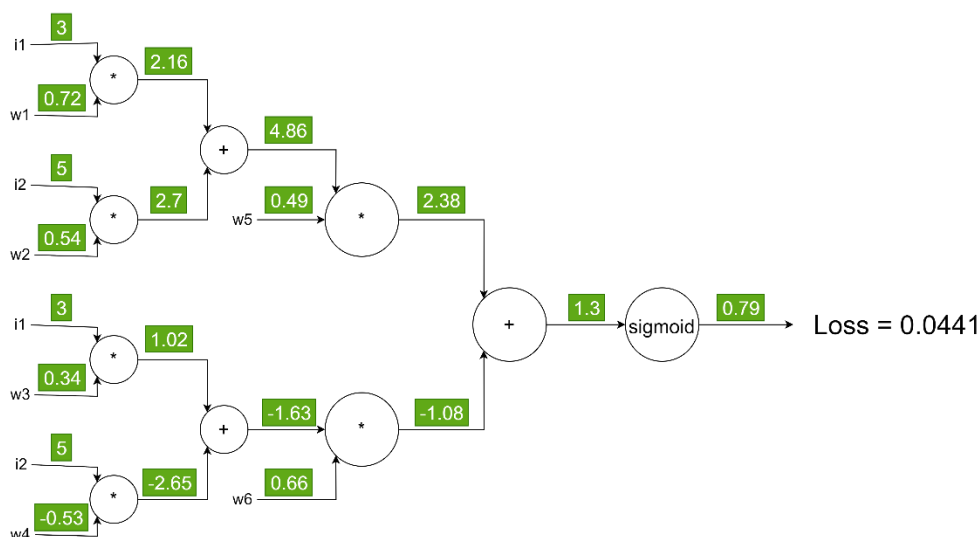 3
i1
*
2.16
0.72
w1
+
4.86
5
i2
*
2.7
0.49
w5
*
2.38
0.54
w2
3
i1
*
1.02
0.34
w3
+
-1.63
*
-1.08
5
i2
*
-2.65
w6
0.66
-0.53
w4
+
1.3
sigmoid
0.79
Loss = 0.0441